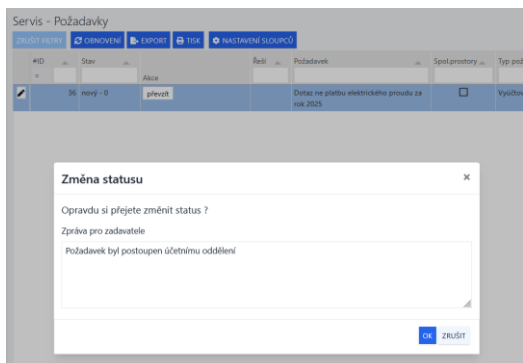 Servis - Požadavky
ZRUŠIT FILTRY OBNOVENÍ EXPORT TISK NASTAVENÍ SLOUPCŮ
#ID Stav Akce Řeší Požadavek Spol.prostory Typ pož
=
36 nový - 0 převzít Dotaz ne platbu elektrického proudu za Vyúčtov
rok 2025
Změna statusu ×
Opravdu si přejete změnit status ?
Zpráva pro zadavatele
Požadavek byl postoupen účetnímu oddělení
OK ZRUŠIT